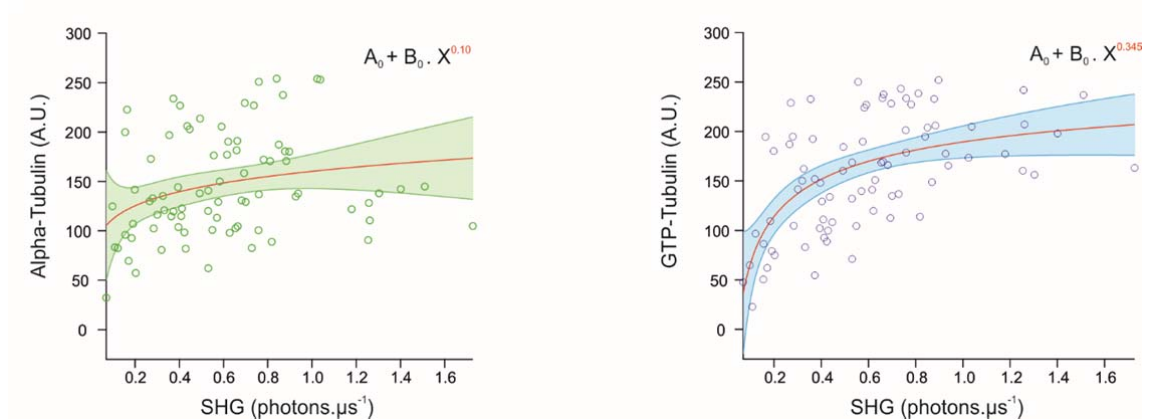 300
250
200
150
100
50
0
Alpha-Tubulin (A.U.)
A₀ + B₀ . X^0.10
0.2 0.4 0.6 0.8 1.0 1.2 1.4 1.6
SHG (photons.µs⁻¹)
300
250
200
150
100
50
0
GTP-Tubulin (A.U.)
A₀ + B₀ . X^0.345
0.2 0.4 0.6 0.8 1.0 1.2 1.4 1.6
SHG (photons.µs⁻¹)